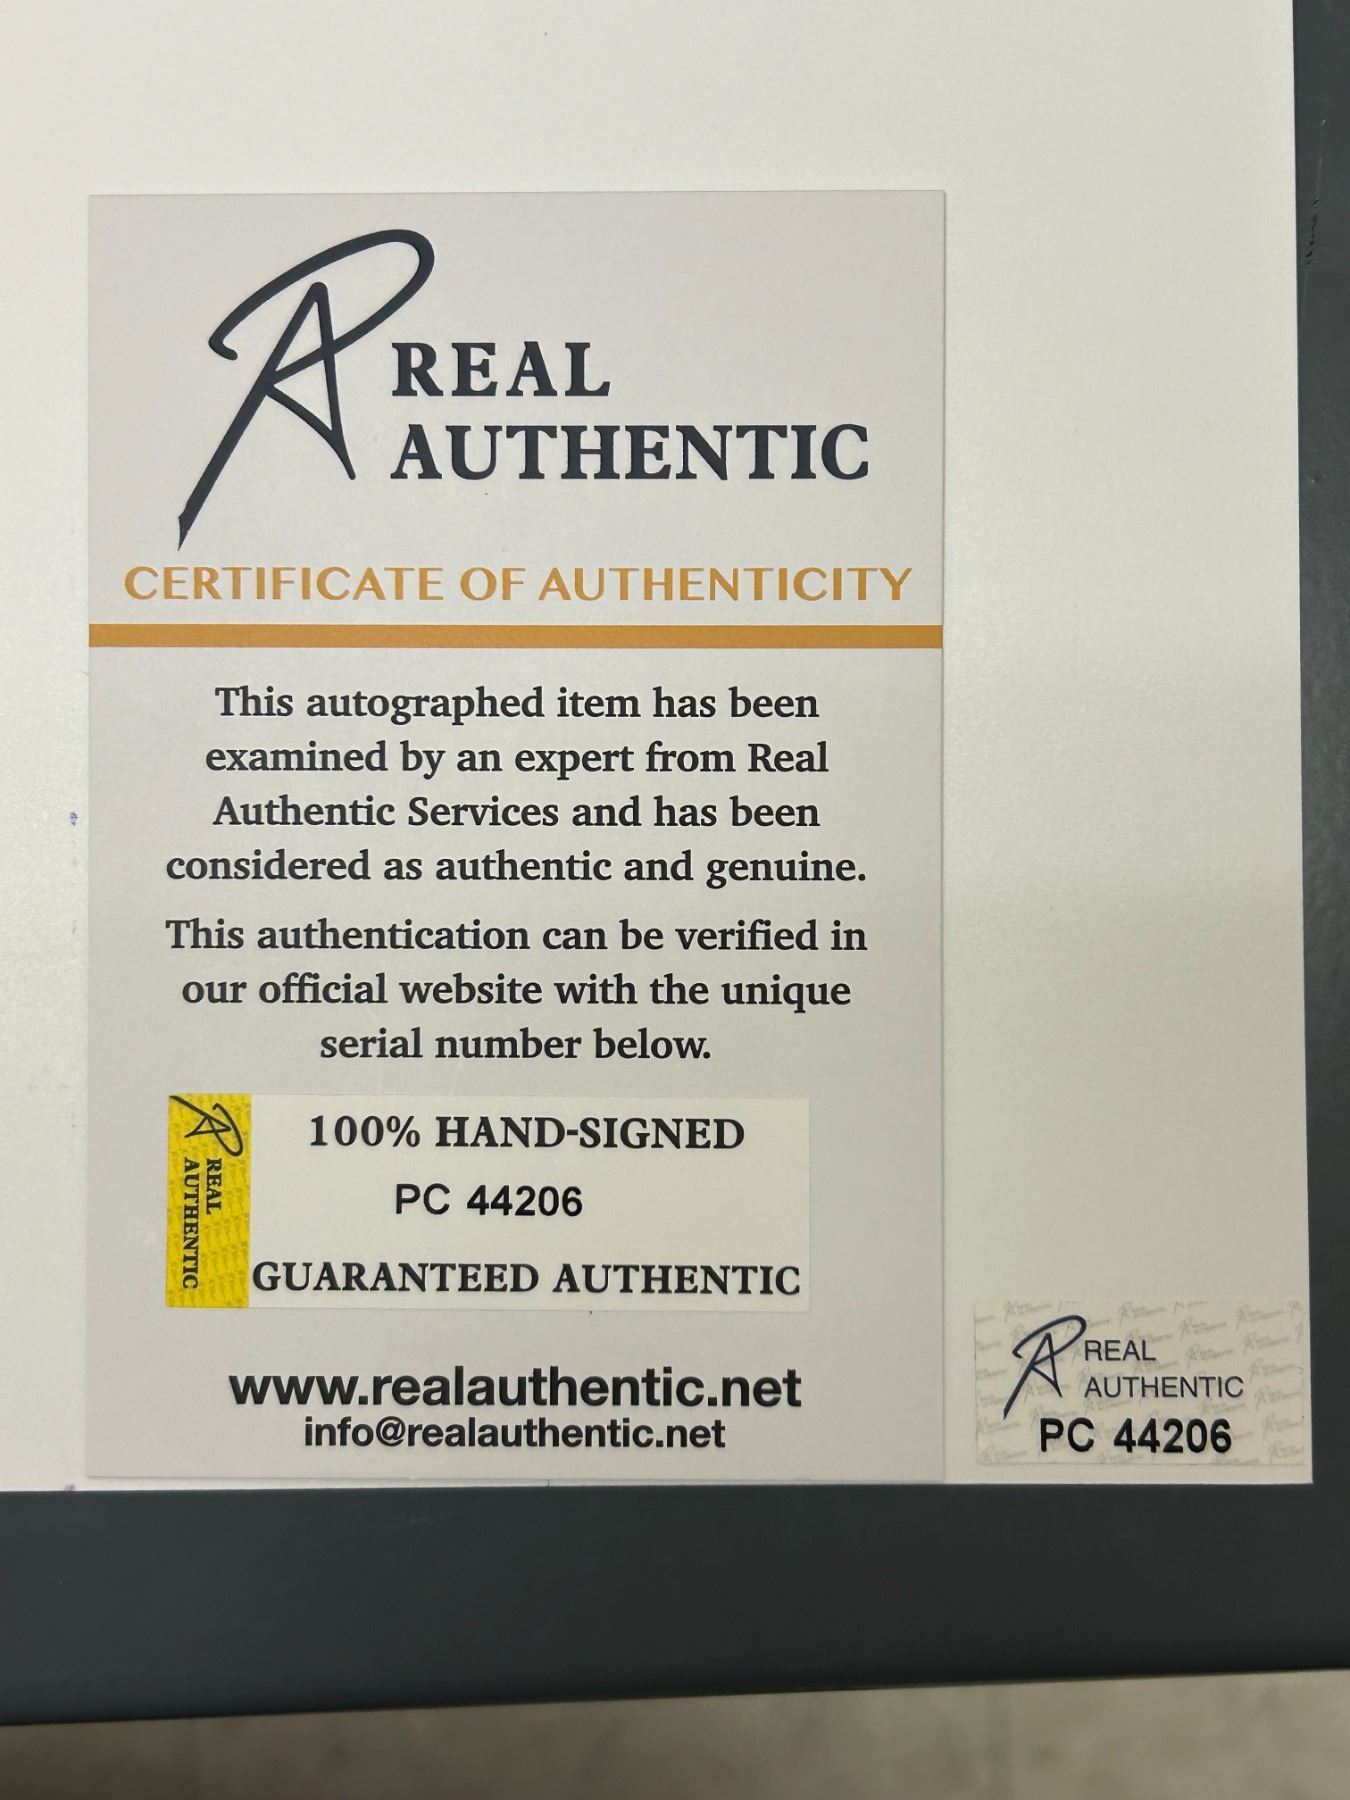 REAL
AUTHENTIC
CERTIFICATE OF AUTHENTICITY
This autographed item has been
examined by an expert from Real
Authentic Services and has been
considered as authentic and genuine.
This authentication can be verified in
our official website with the unique
serial number below.
REAL
AUTHENTIC
100% HAND-SIGNED
PC 44206
GUARANTEED AUTHENTIC
www.realauthentic.net
info@realauthentic.net
REAL
AUTHENTIC
PC 44206